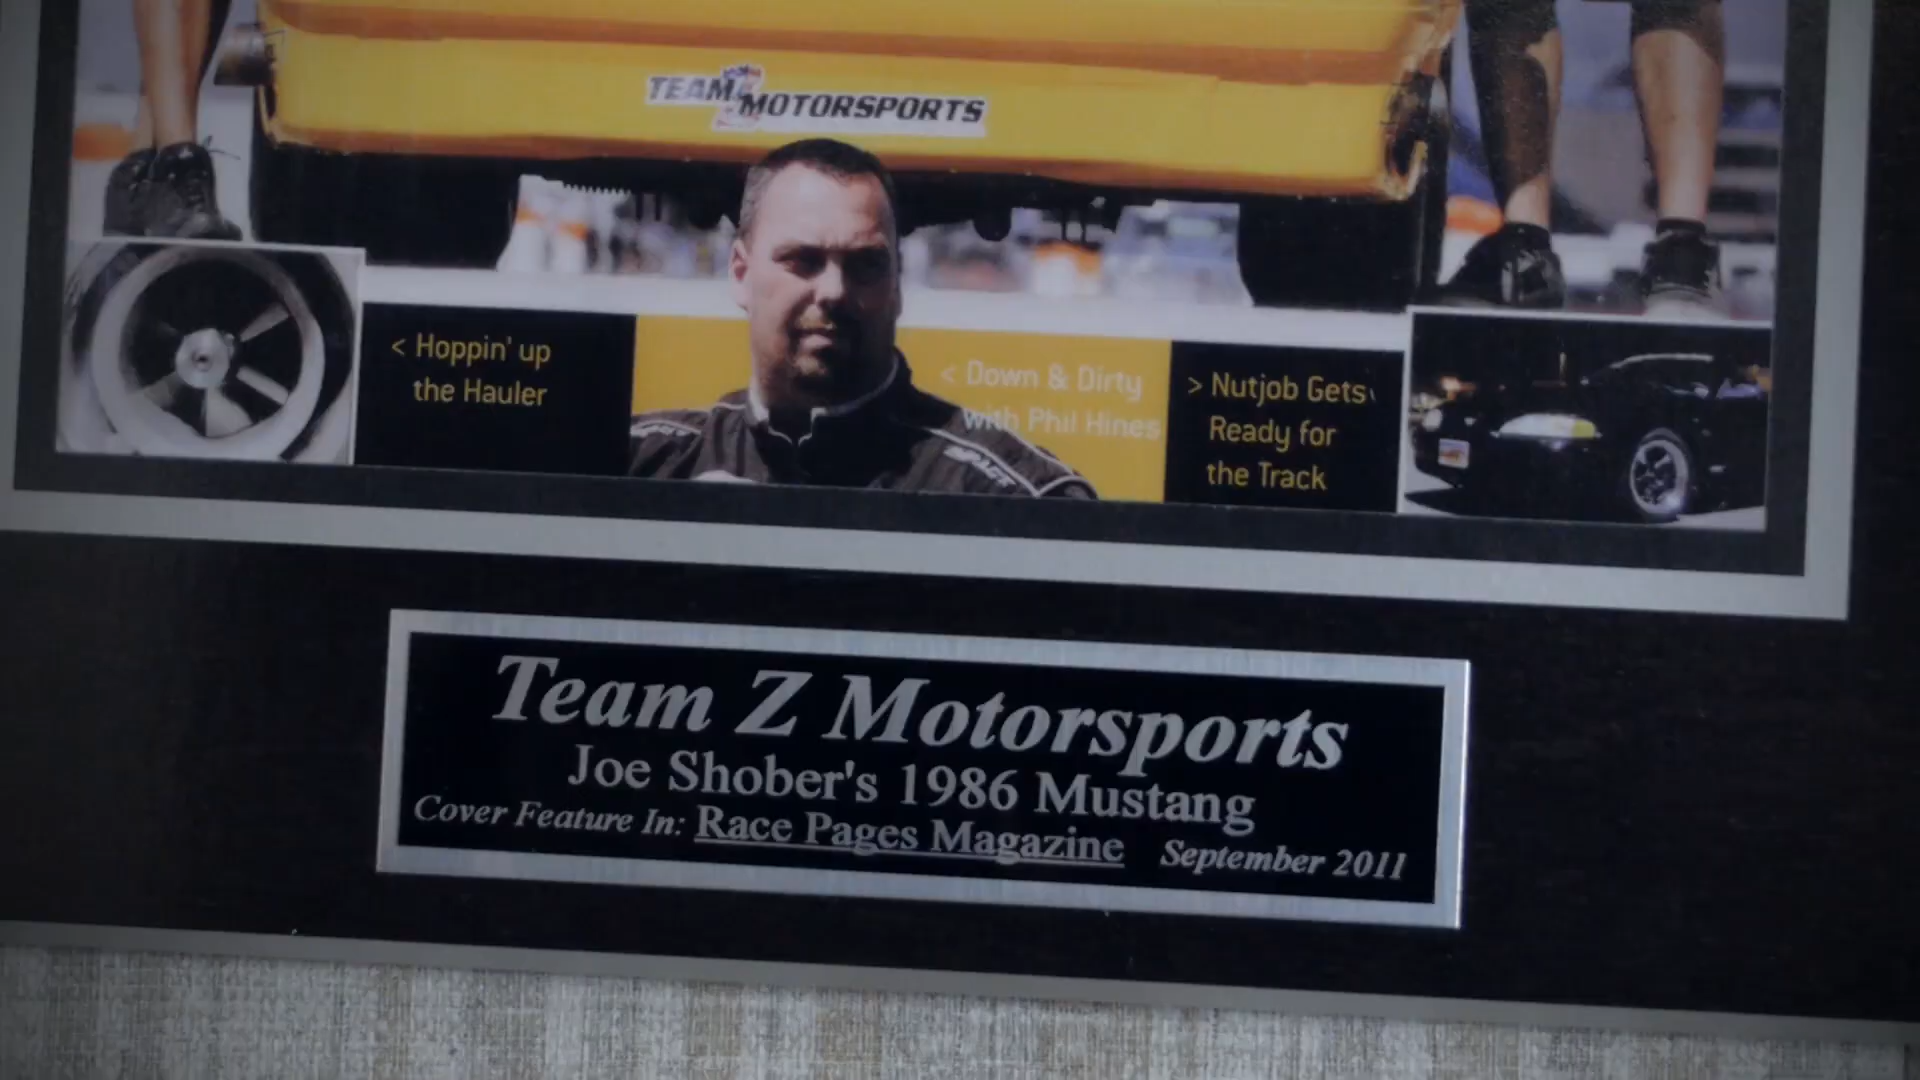 TEAM Z MOTORSPORTS
< Hoppin' up
the Hauler
< Down & Dirty
with Phil Hines
> Nutjob Gets
Ready for
the Track
Team Z Motorsports
Joe Shober's 1986 Mustang
Cover Feature In: Race Pages Magazine September 2011